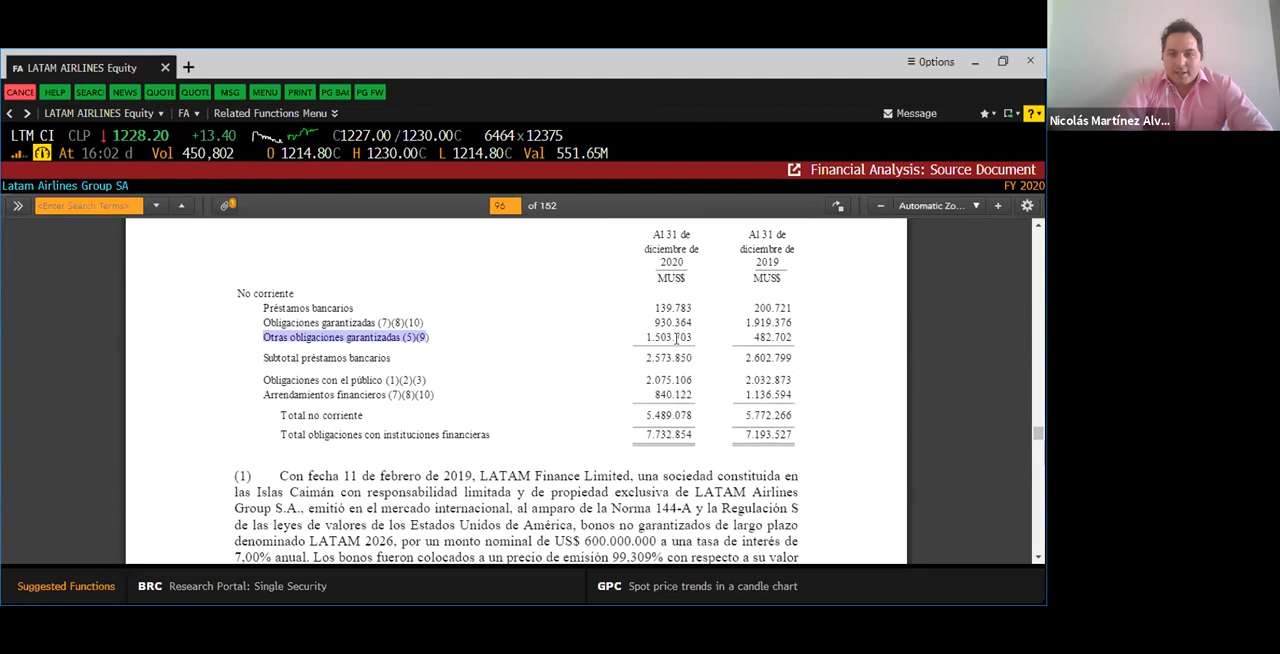 FA LATAM AIRLINES Equity
Options
CANCE HELP SEARC NEWS QUOTE QUOTE MSG MENU PRINT PG BAC PG FW
LATAM AIRLINES Equity FA Related Functions Menu Message
LTM CI CLP ↓ 1228.20 +13.40 C1227.00 /1230.00C 6464 x 12375
At 16:02 d Vol 450,802 O 1214.80C H 1230.00C L 1214.80C Val 551.65M
Financial Analysis: Source Document
Latam Airlines Group SA FY 2020
<Enter Search Terms> 96 of 152 Automatic Zo...
Al 31 de Al 31 de
diciembre de diciembre de
2020 2019
MUS$ MUS$
No corriente
Préstamos bancarios 139.783 200.721
Obligaciones garantizadas (7)(8)(10) 930.364 1.919.376
Otras obligaciones garantizadas (5)(9) 1.503.703 482.702
Subtotal préstamos bancarios 2.573.850 2.602.799
Obligaciones con el público (1)(2)(3) 2.075.106 2.032.873
Arrendamientos financieros (7)(8)(10) 840.122 1.136.594
Total no corriente 5.489.078 5.772.266
Total obligaciones con instituciones financieras 7.732.854 7.193.527
(1) Con fecha 11 de febrero de 2019, LATAM Finance Limited, una sociedad constituida en
las Islas Caimán con responsabilidad limitada y de propiedad exclusiva de LATAM Airlines
Group S.A., emitió en el mercado internacional, al amparo de la Norma 144-A y la Regulación S
de las leyes de valores de los Estados Unidos de América, bonos no garantizados de largo plazo
denominado LATAM 2026, por un monto nominal de US$ 600.000.000 a una tasa de interés de
7,00% anual. Los bonos fueron colocados a un precio de emisión 99,309% con respecto a su valor
Suggested Functions BRC Research Portal: Single Security GPC Spot price trends in a candle chart
Nicolás Martínez Alv...